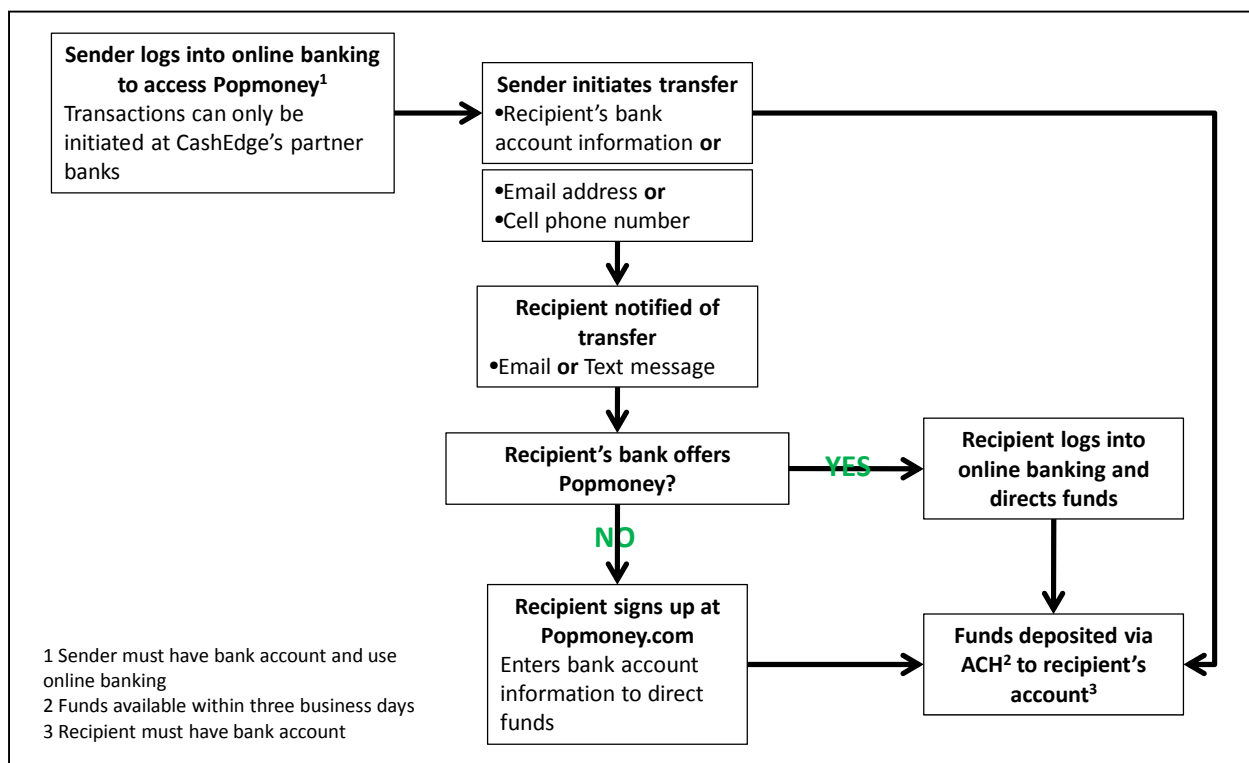 Sender logs into online banking
to access Popmoney¹
Transactions can only be
initiated at CashEdge's partner
banks
Sender initiates transfer
•Recipient's bank
account information or
•Email address or
•Cell phone number
Recipient notified of
transfer
•Email or Text message
Recipient's bank offers
Popmoney?
YES
Recipient logs into
online banking and
directs funds
NO
Recipient signs up at
Popmoney.com
Enters bank account
information to direct
funds
Funds deposited via
ACH² to recipient's
account³
1 Sender must have bank account and use
online banking
2 Funds available within three business days
3 Recipient must have bank account